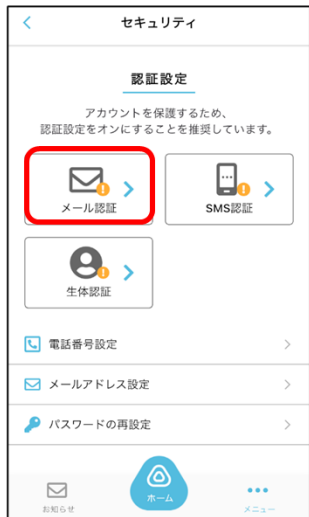 セキュリティ
認証設定
アカウントを保護するため、
認証設定をオンにすることを推奨しています。
メール認証
SMS認証
生体認証
電話番号設定
メールアドレス設定
パスワードの再設定
お知らせ
ホーム
メニュー